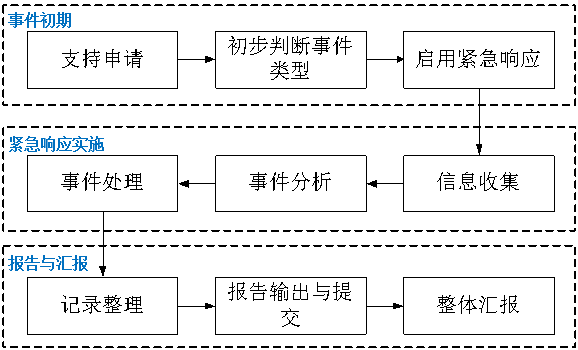 事件初期
支持申请
初步判断事件
类型
启用紧急响应
紧急响应实施
事件处理
事件分析
信息收集
报告与汇报
记录整理
报告输出与提
交
整体汇报